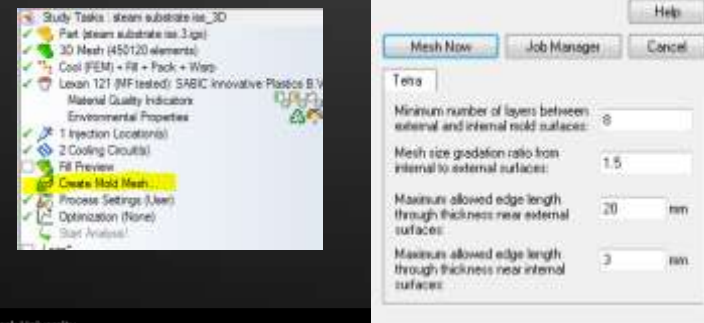 Study Tasks : steam substrate iso_3D
Part (steam substrate iso 3.igs)
3D Mesh (450120 elements)
Cool (FEM) + Fill + Pack + Warp
Lexan 121 (MF tested): SABIC Innovative Plastics B.V
Material Quality Indicators
Environmental Properties
1 Injection Location(s)
2 Cooling Circuit(s)
Fill Preview
Create Mold Mesh...
Process Settings (User)
Optimization (None)
Start Analysis!
Help
Mesh Now
Job Manager
Cancel
Tetra
Minimum number of layers between
external and internal mold surfaces:
8
Mesh size gradation ratio from
internal to external surfaces:
1.5
Maximum allowed edge length
through thickness near external
surfaces:
20
mm
Maximum allowed edge length
through thickness near internal
surfaces:
3
mm